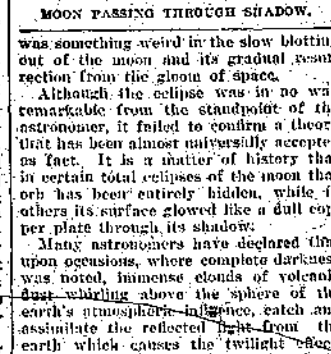 MOON PASSING THROUGH SHADOW.
was something weird in the slow blottin
out of the moon and its gradual resur
rection from the gloom of space.
Although the eclipse was in no wa
remarkable from the standpoint of th
astronomer, it failed to confirm a theor
that has been almost universally accepte
as fact. It is a matter of history tha
in certain total eclipses of the moon tha
orb has been entirely hidden, while i
others its surface glowed like a dull cop
per plate through its shadow.
Many astronomers have declared tha
upon occasions, where complete darknes
was noted, immense clouds of volcani
dust whirling above the sphere of th
earth's atmospheric influence, catch an
assimilate the reflected light from th
earth which causes the twilight effec